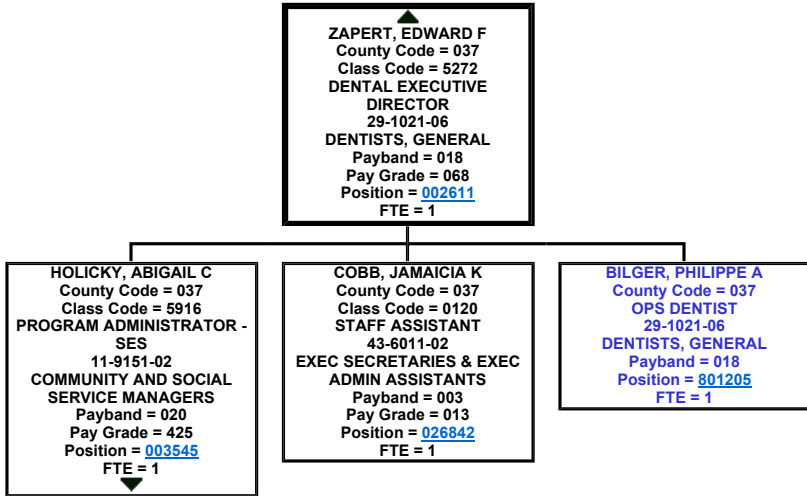 ZAPERT, EDWARD F
County Code = 037
Class Code = 5272
DENTAL EXECUTIVE
DIRECTOR
29-1021-06
DENTISTS, GENERAL
Payband = 018
Pay Grade = 068
Position = 002611
FTE = 1
HOLICKY, ABIGAIL C
County Code = 037
Class Code = 5916
PROGRAM ADMINISTRATOR -
SES
11-9151-02
COMMUNITY AND SOCIAL
SERVICE MANAGERS
Payband = 020
Pay Grade = 425
Position = 003545
FTE = 1
COBB, JAMAICIA K
County Code = 037
Class Code = 0120
STAFF ASSISTANT
43-6011-02
EXEC SECRETARIES & EXEC
ADMIN ASSISTANTS
Payband = 003
Pay Grade = 013
Position = 026842
FTE = 1
BILGER, PHILIPPE A
County Code = 037
OPS DENTIST
29-1021-06
DENTISTS, GENERAL
Payband = 018
Position = 801205
FTE = 1